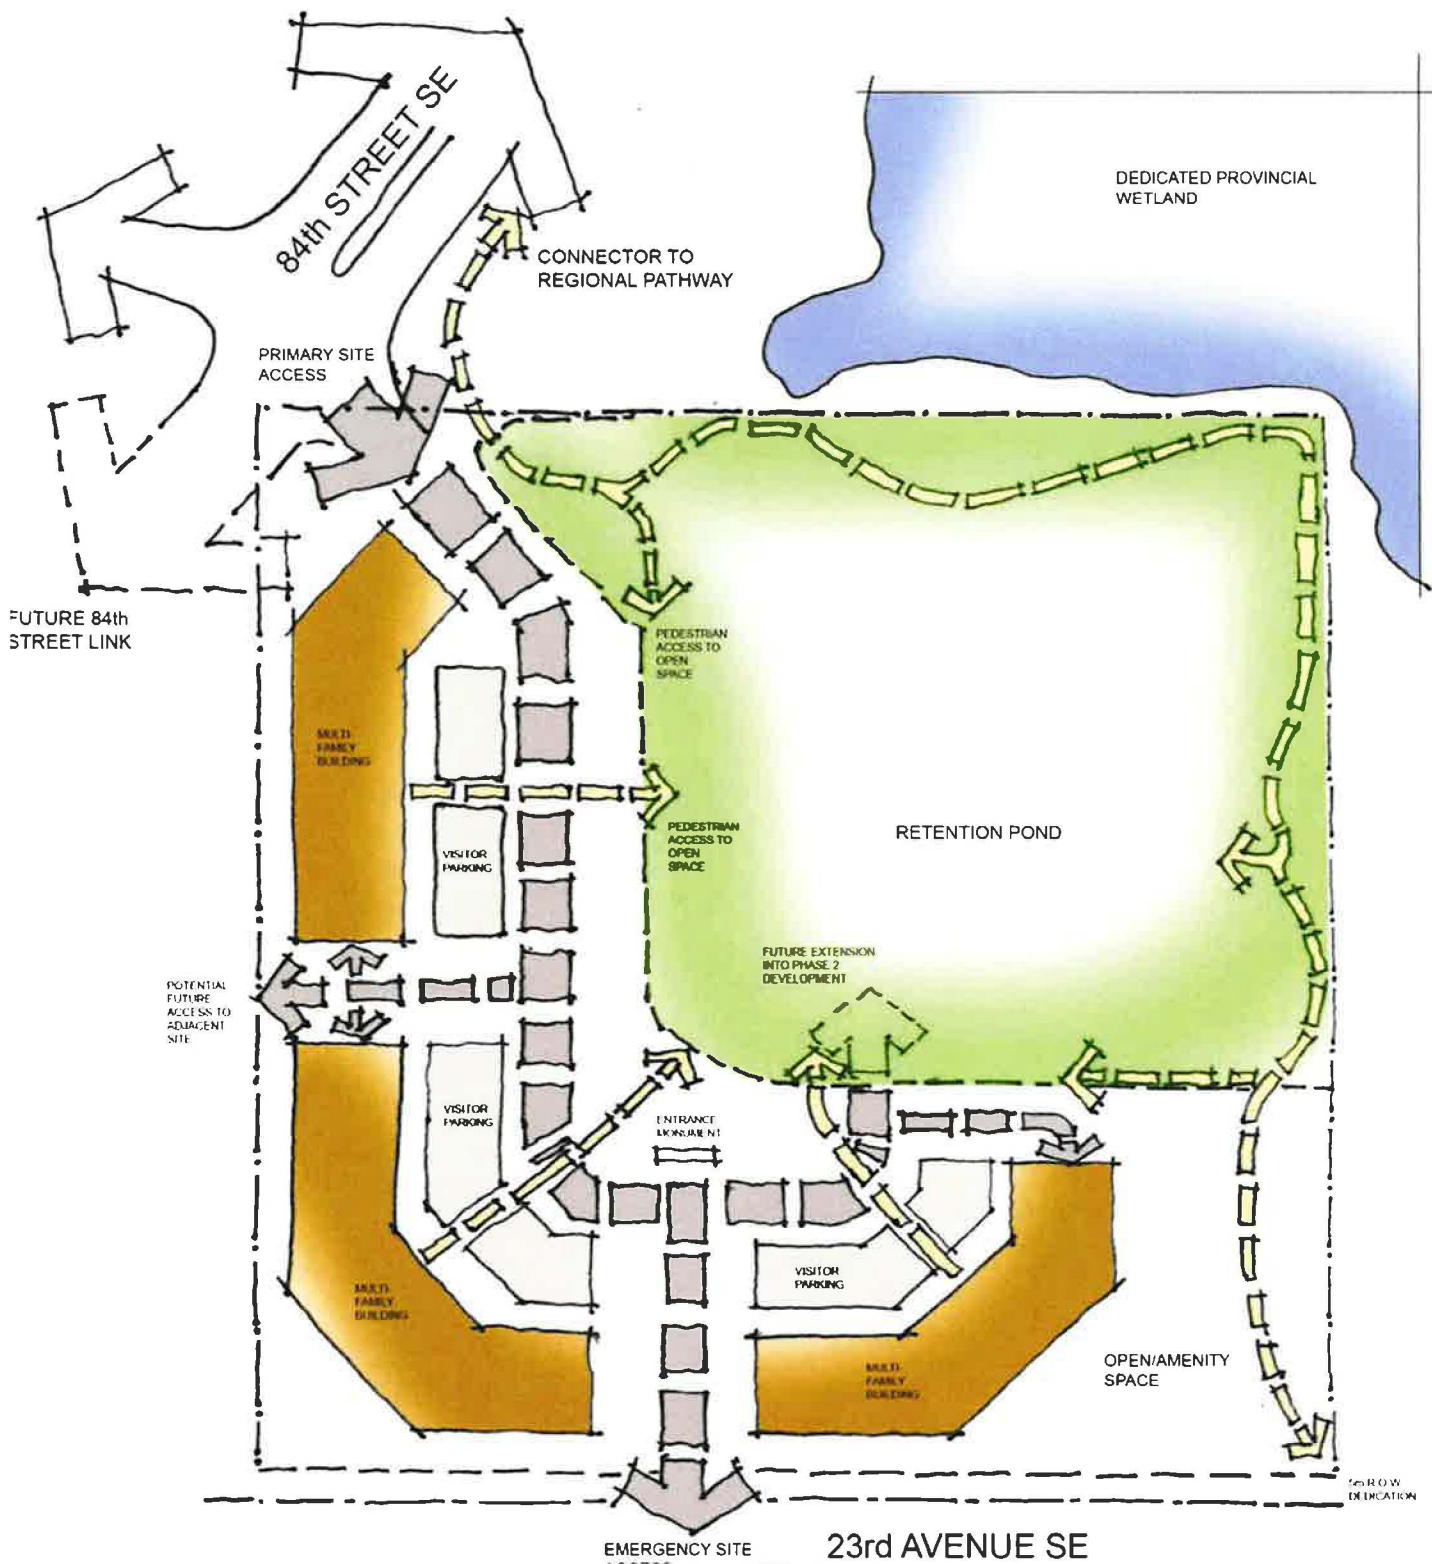 84th STREET SE
DEDICATED PROVINCIAL
WETLAND
CONNECTOR TO
REGIONAL PATHWAY
PRIMARY SITE
ACCESS
FUTURE 84th
STREET LINK
PEDESTRIAN
ACCESS TO
OPEN
SPACE
MULTI-
FAMILY
BUILDING
PEDESTRIAN
ACCESS TO
OPEN
SPACE
VISITOR
PARKING
RETENTION POND
FUTURE EXTENSION
INTO PHASE 2
DEVELOPMENT
POTENTIAL
FUTURE
ACCESS TO
ADJACENT
SITE
VISITOR
PARKING
ENTRANCE
MONUMENT
VISITOR
PARKING
MULTI-
FAMILY
BUILDING
MULTI-
FAMILY
BUILDING
OPEN/AMENITY
SPACE
5m R.O.W.
DEDICATION
EMERGENCY SITE
23rd AVENUE SE